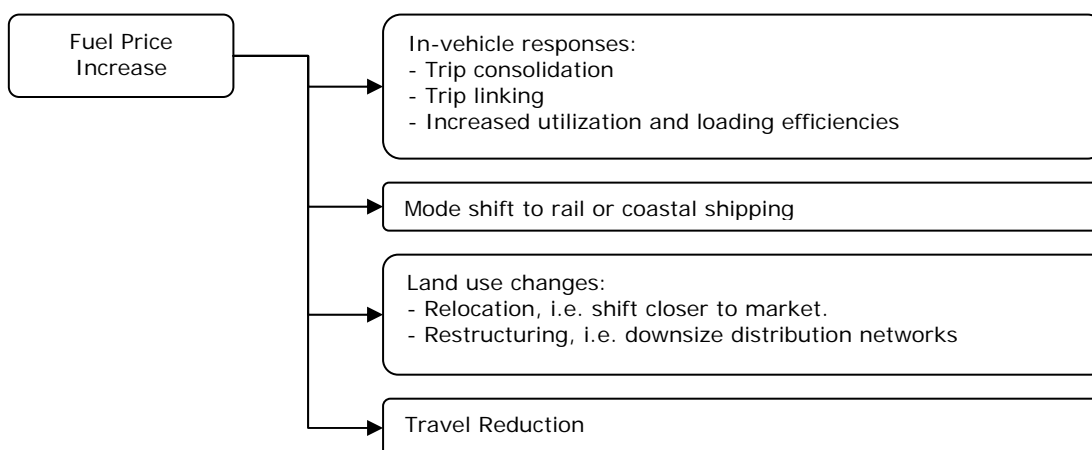 Fuel Price
Increase
In-vehicle responses:
- Trip consolidation
- Trip linking
- Increased utilization and loading efficiencies
Mode shift to rail or coastal shipping
Land use changes:
- Relocation, i.e. shift closer to market.
- Restructuring, i.e. downsize distribution networks
Travel Reduction